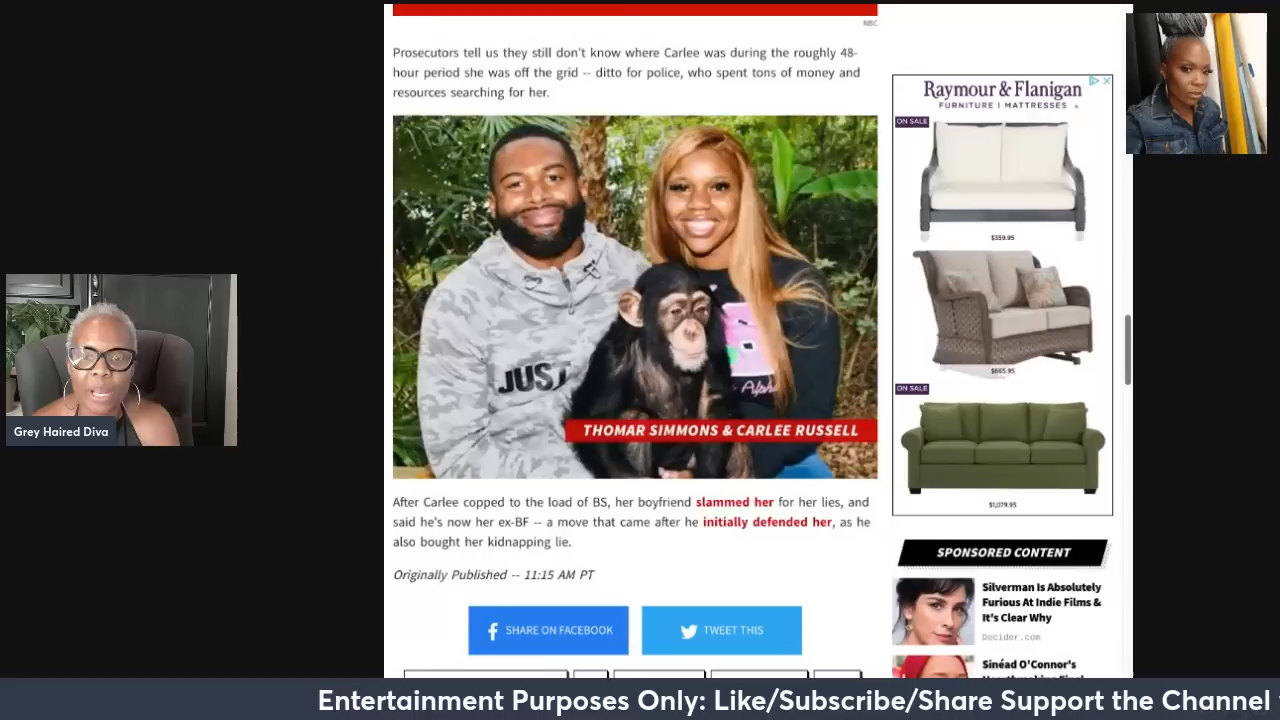 NBC
Prosecutors tell us they still don't know where Carlee was during the roughly 48-
hour period she was off the grid -- ditto for police, who spent tons of money and
resources searching for her.
JUST
Alpha
THOMAR SIMMONS & CARLEE RUSSELL
After Carlee copped to the load of BS, her boyfriend slammed her for her lies, and
said he's now her ex-BF -- a move that came after he initially defended her, as he
also bought her kidnapping lie.
Originally Published -- 11:15 AM PT
SHARE ON FACEBOOK
TWEET THIS
Raymour & Flanigan
FURNITURE | MATTRESSES
ON SALE
$359.95
$665.95
ON SALE
$1,079.95
SPONSORED CONTENT
Silverman Is Absolutely
Furious At Indie Films &
It's Clear Why
Decider.com
Sinéad O'Connor's
Grey Haired Diva
Entertainment Purposes Only: Like/Subscribe/Share Support the Channel